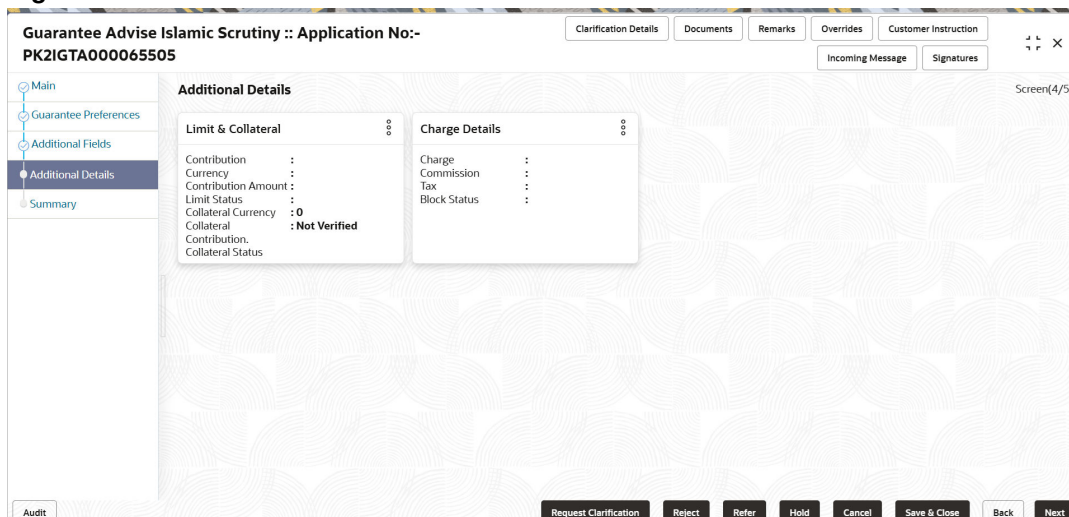 Guarantee Advise Islamic Scrutiny :: Application No:-
PK2IGTA000065505
Clarification Details
Documents
Remarks
Overrides
Customer Instruction
Incoming Message
Signatures
Main
Guarantee Preferences
Additional Fields
Additional Details
Summary
Additional Details
Screen(4/5
Limit & Collateral
Contribution :
Currency :
Contribution Amount :
Limit Status :
Collateral Currency : 0
Collateral : Not Verified
Contribution.
Collateral Status
Charge Details
Charge :
Commission :
Tax :
Block Status :
Audit
Request Clarification
Reject
Refer
Hold
Cancel
Save & Close
Back
Next